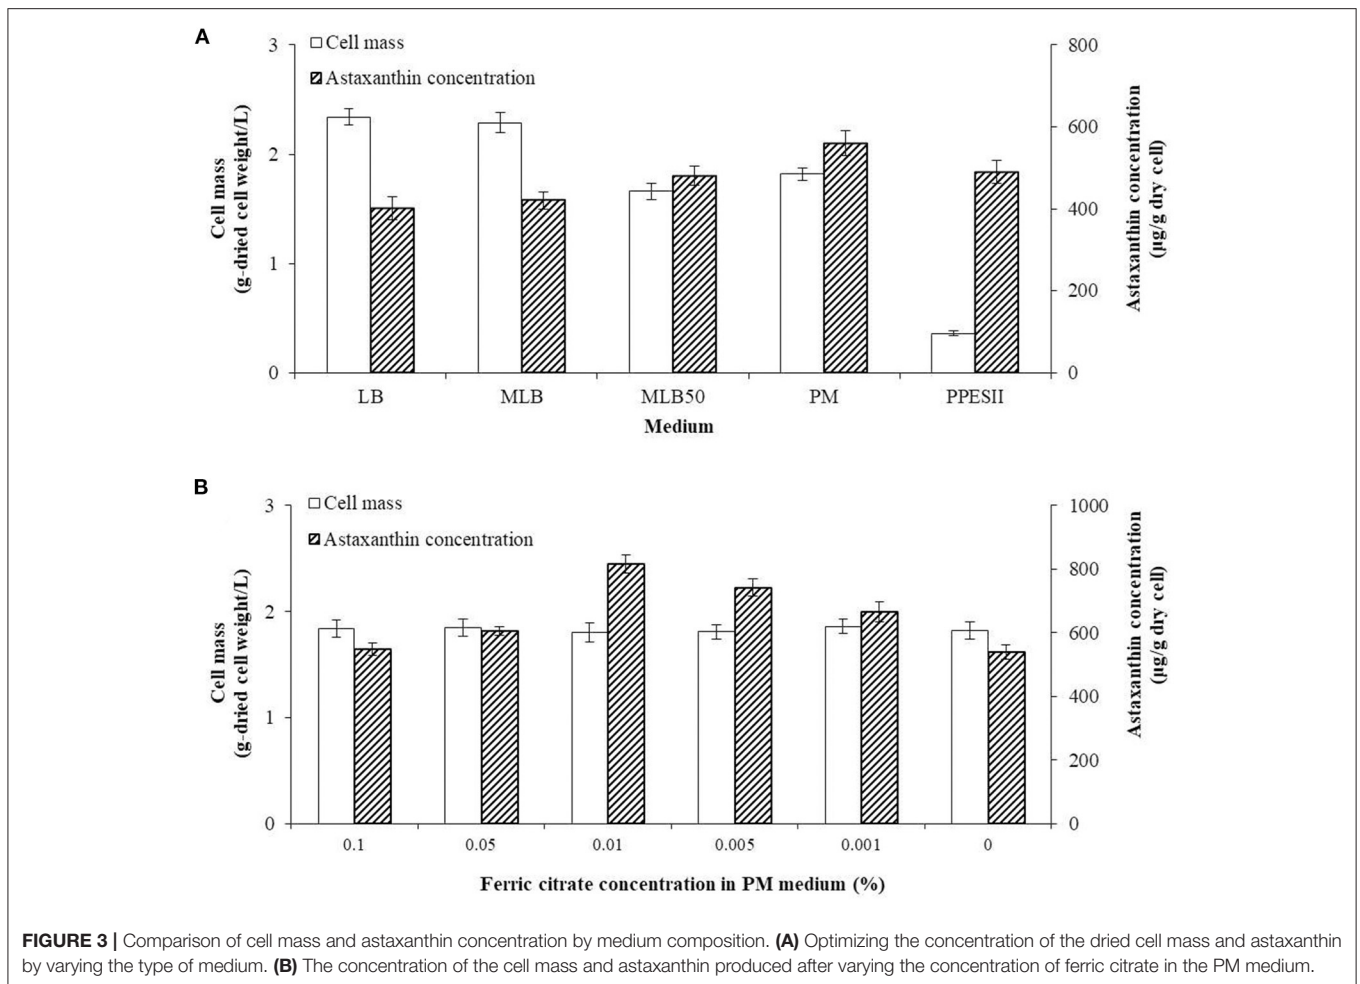 A
3
2
1
0
Cell mass
(g-dried cell weight/L)
Cell mass
Astaxanthin concentration
800
600
400
200
0
Astaxanthin concentration
(µg/g dry cell)
LB MLB MLB50 PM PPESII
Medium
B
3
2
1
0
Cell mass
(g-dried cell weight/L)
Cell mass
Astaxanthin concentration
1000
800
600
400
200
0
Astaxanthin concentration
(µg/g dry cell)
0.1 0.05 0.01 0.005 0.001 0
Ferric citrate concentration in PM medium (%)
FIGURE 3 | Comparison of cell mass and astaxanthin concentration by medium composition. (A) Optimizing the concentration of the dried cell mass and astaxanthin
by varying the type of medium. (B) The concentration of the cell mass and astaxanthin produced after varying the concentration of ferric citrate in the PM medium.